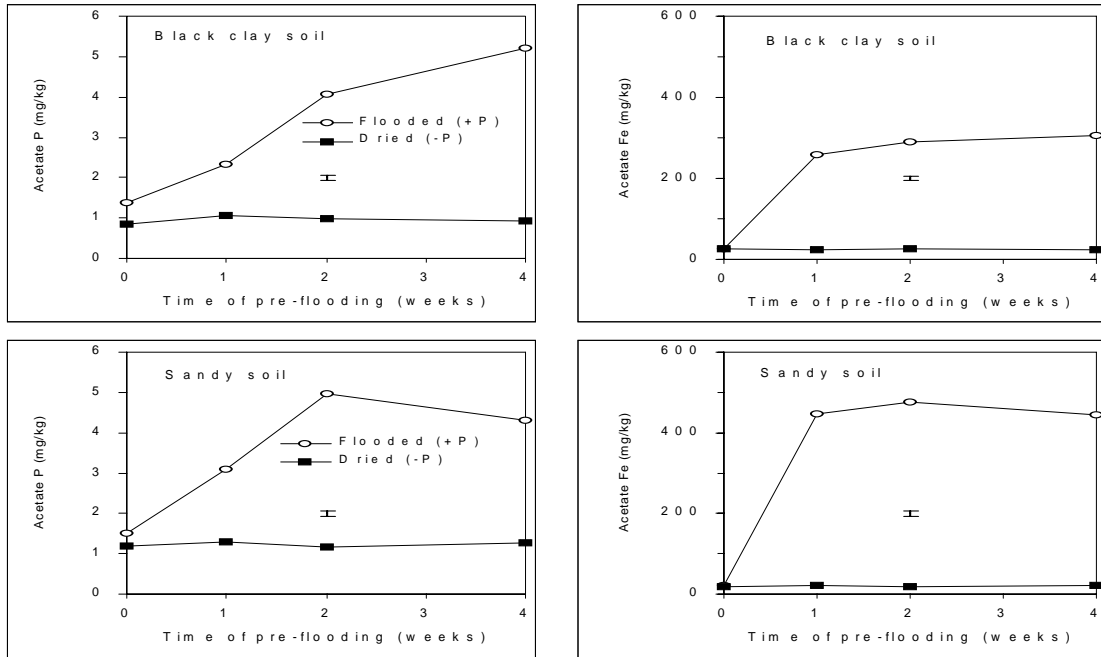 6
5
4
3
2
1
0
Acetate P (mg/kg)
Black clay soil
Flooded (+P)
Dried (-P)
0 1 2 3 4
Time of pre-flooding (weeks)
600
400
200
0
Acetate Fe (mg/kg)
Black clay soil
0 1 2 3 4
Time of pre-flooding (weeks)
6
5
4
3
2
1
0
Acetate P (mg/kg)
Sandy soil
Flooded (+P)
Dried (-P)
0 1 2 3 4
Time of pre-flooding (weeks)
600
400
200
0
Acetate Fe (mg/kg)
Sandy soil
0 1 2 3 4
Time of pre-flooding (weeks)